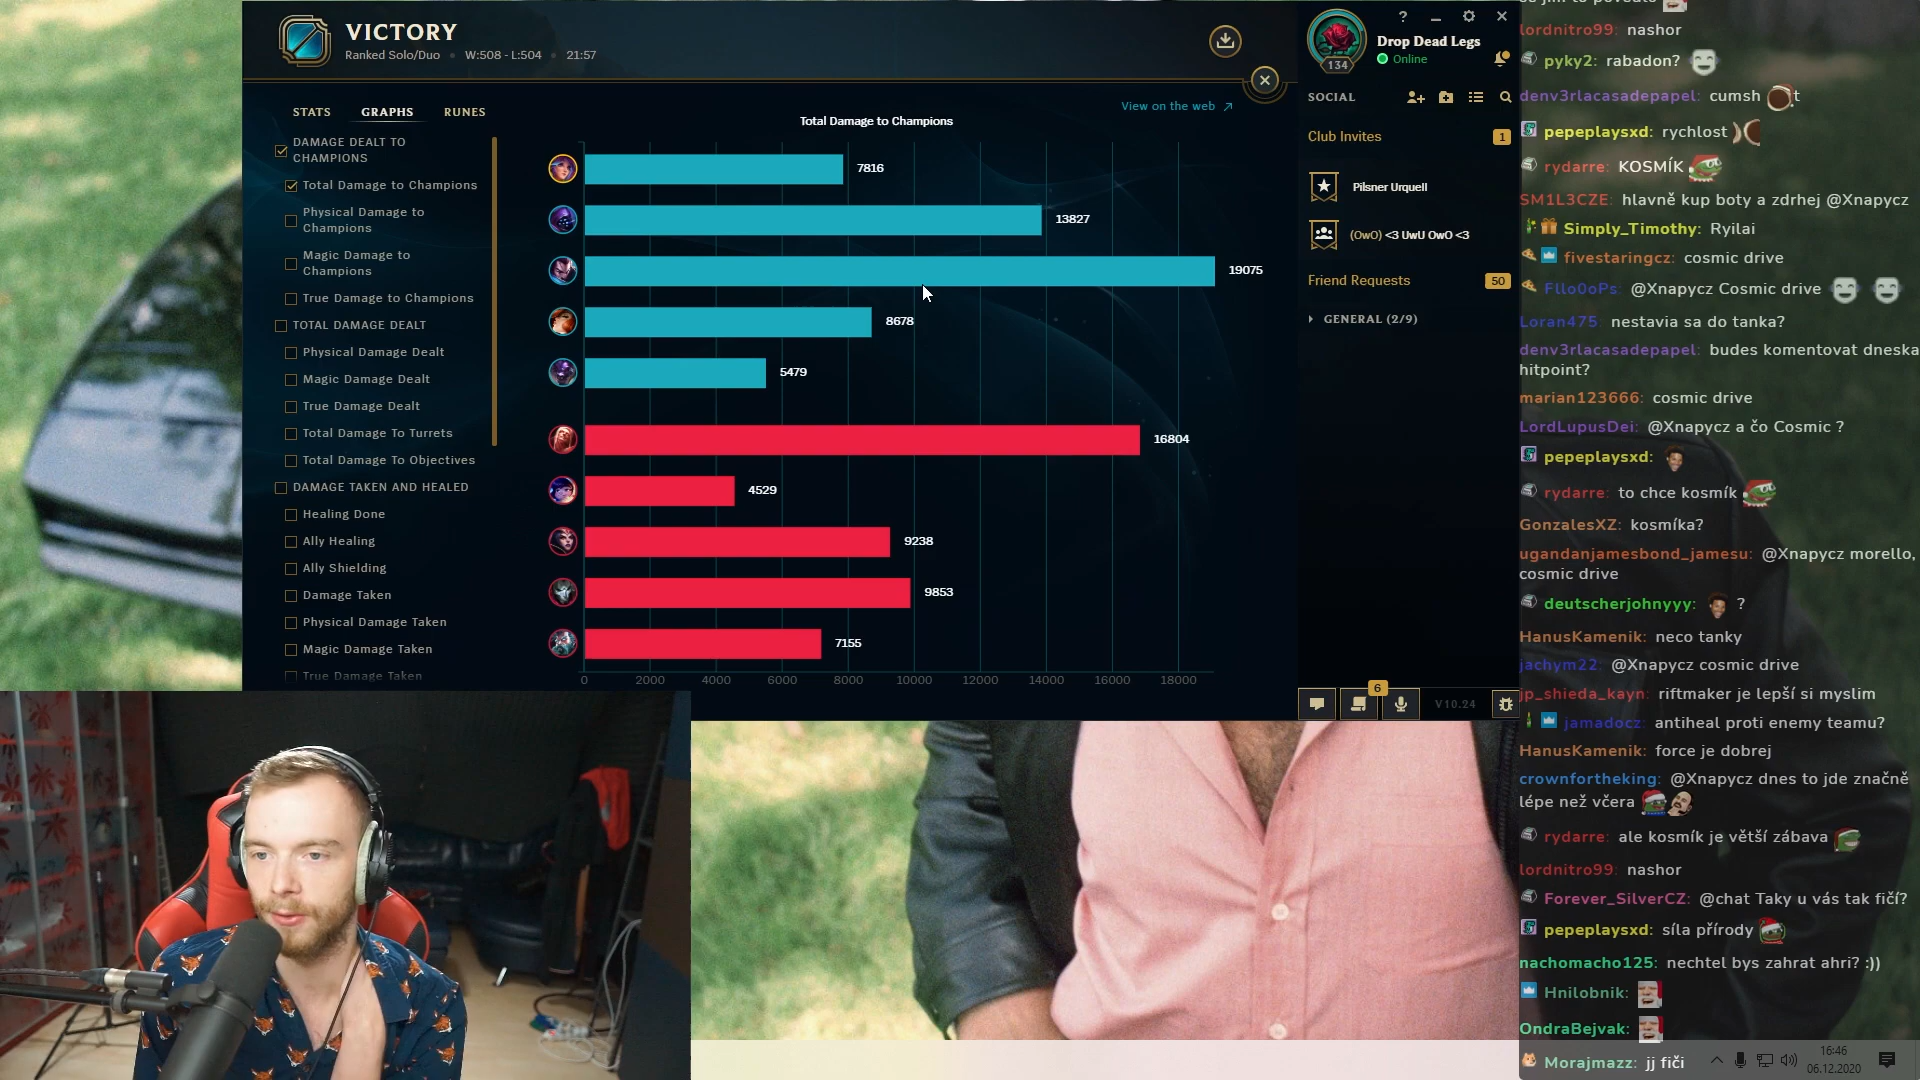 VICTORY
Ranked Solo/Duo • W:508 - L:504 • 21:57
STATS GRAPHS RUNES
View on the web
DAMAGE DEALT TO
CHAMPIONS
Total Damage to Champions
Physical Damage to
Champions
Magic Damage to
Champions
True Damage to Champions
TOTAL DAMAGE DEALT
Physical Damage Dealt
Magic Damage Dealt
True Damage Dealt
Total Damage To Turrets
Total Damage To Objectives
DAMAGE TAKEN AND HEALED
Healing Done
Ally Healing
Ally Shielding
Damage Taken
Physical Damage Taken
Magic Damage Taken
True Damage Taken
Total Damage to Champions
7816
13827
19075
8678
5479
16804
4529
9238
9853
7155
0 2000 4000 6000 8000 10000 12000 14000 16000 18000
?
134
Drop Dead Legs
Online
SOCIAL
Club Invites 1
Pilsner Urquell
(OwO) <3 UwU OwO <3
Friend Requests 50
GENERAL (2/9)
6
V10.24
lordnitro99: nashor
pyky2: rabadon?
denv3rlacasadepapel: cumsh t
pepeplaysxd: rychlost
rydarre: KOSMÍK
SM1L3CZE: hlavně kup boty a zdrhej @Xnapycz
Simply_Timothy: Ryilai
fivestaringcz: cosmic drive
Fllo0oPs: @Xnapycz Cosmic drive
Loran475: nestavia sa do tanka?
denv3rlacasadepapel: budes komentovat dneska
hitpoint?
marian123666: cosmic drive
LordLupusDei: @Xnapycz a čo Cosmic ?
pepeplaysxd:
rydarre: to chce kosmík
GonzalesXZ: kosmíka?
ugandanjamesbond_jamesu: @Xnapycz morello,
cosmic drive
deutscherjohnyyy: ?
HanusKamenik: neco tanky
jachym22: @Xnapycz cosmic drive
jp_shieda_kayn: riftmaker je lepší si myslim
jamadocz: antiheal proti enemy teamu?
HanusKamenik: force je dobrej
crownfortheking: @Xnapycz dnes to jde značně
lépe než včera
rydarre: ale kosmík je větší zábava
lordnitro99: nashor
Forever_SilverCZ: @chat Taky u vás tak fičí?
pepeplaysxd: síla přírody
nachomacho125: nechtel bys zahrat ahri? :))
Hnilobnik:
OndraBejvak:
Morajmazz: jj fiči
16:46
06.12.2020